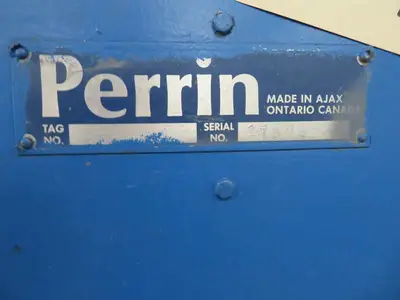 Perrin
MADE IN AJAX
ONTARIO CANADA
TAG
NO.
SERIAL
NO.